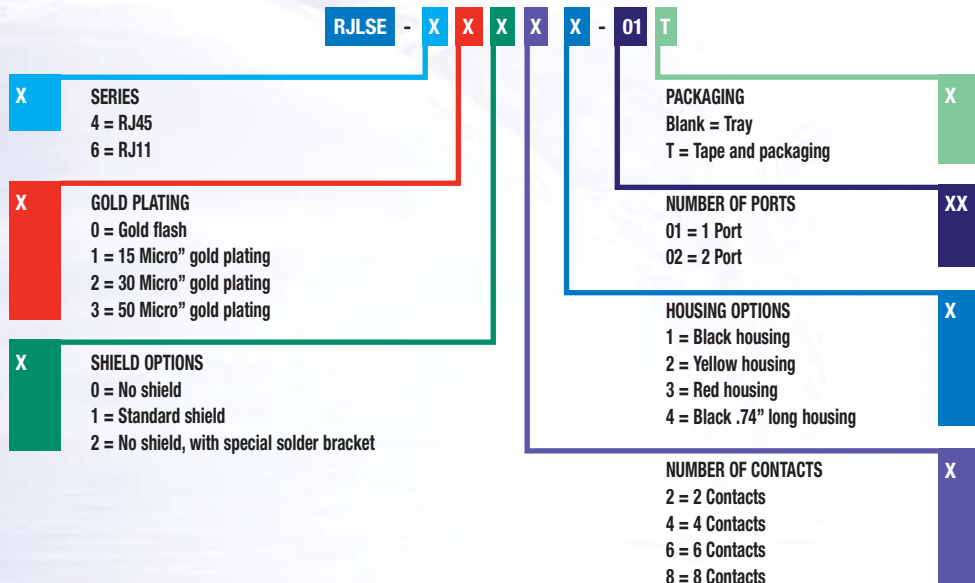 RJLSE - X X X X X - 01 T
X SERIES
4 = RJ45
6 = RJ11
X GOLD PLATING
0 = Gold flash
1 = 15 Micro” gold plating
2 = 30 Micro” gold plating
3 = 50 Micro” gold plating
X SHIELD OPTIONS
0 = No shield
1 = Standard shield
2 = No shield, with special solder bracket
PACKAGING X
Blank = Tray
T = Tape and packaging
NUMBER OF PORTS XX
01 = 1 Port
02 = 2 Port
HOUSING OPTIONS X
1 = Black housing
2 = Yellow housing
3 = Red housing
4 = Black .74” long housing
NUMBER OF CONTACTS X
2 = 2 Contacts
4 = 4 Contacts
6 = 6 Contacts
8 = 8 Contacts